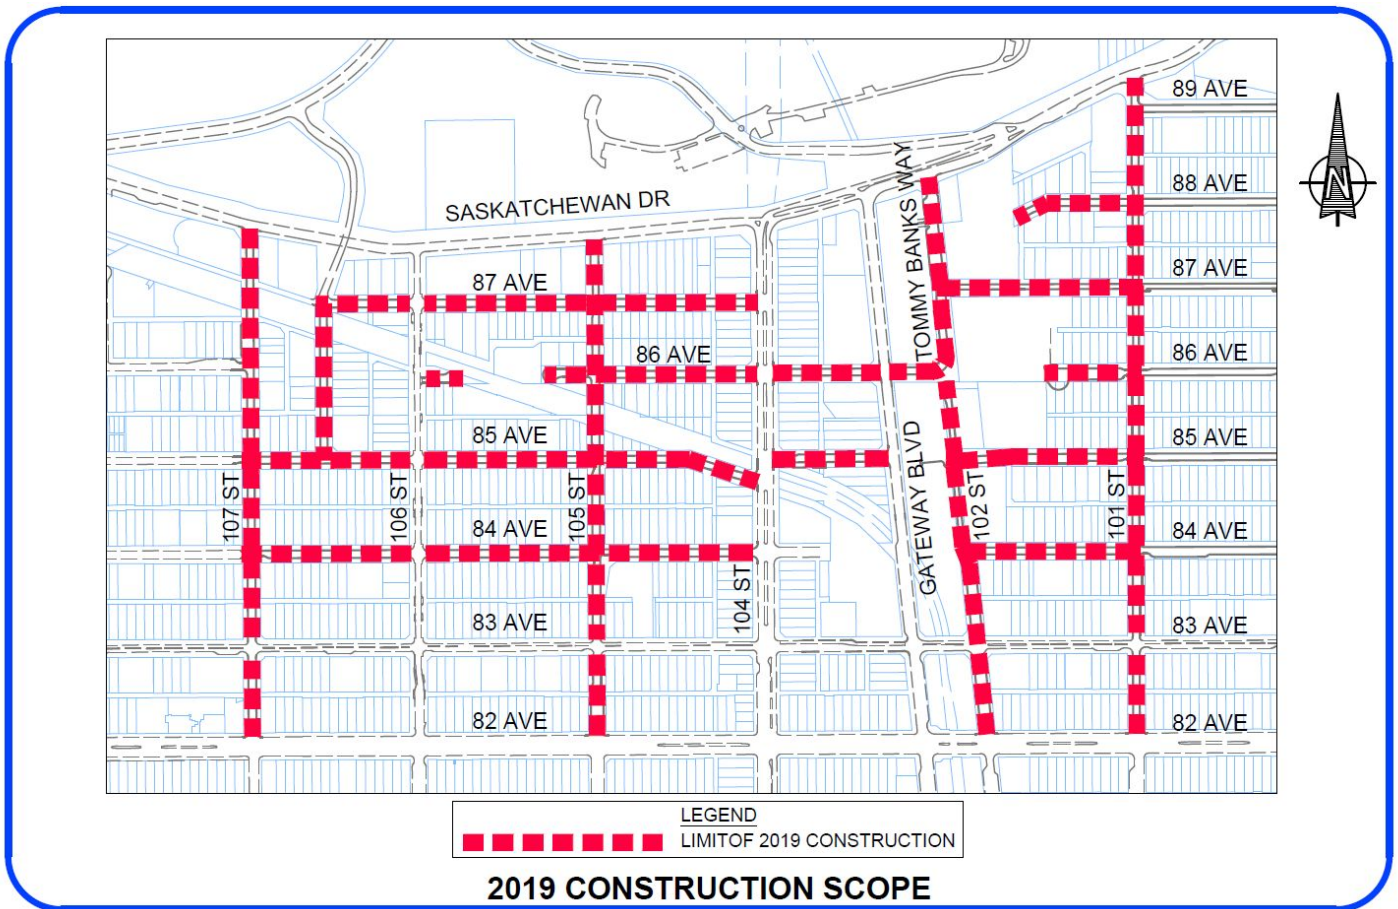 89 AVE
88 AVE
TOMMY BANKS WAY
N
SASKATCHEWAN DR
87 AVE
87 AVE
86 AVE
86 AVE
85 AVE
85 AVE
107 ST
106 ST
105 ST
GATEWAY BLVD
102 ST
101 ST
84 AVE
84 AVE
104 ST
83 AVE
83 AVE
82 AVE
82 AVE
LEGEND
LIMITOF 2019 CONSTRUCTION
2019 CONSTRUCTION SCOPE